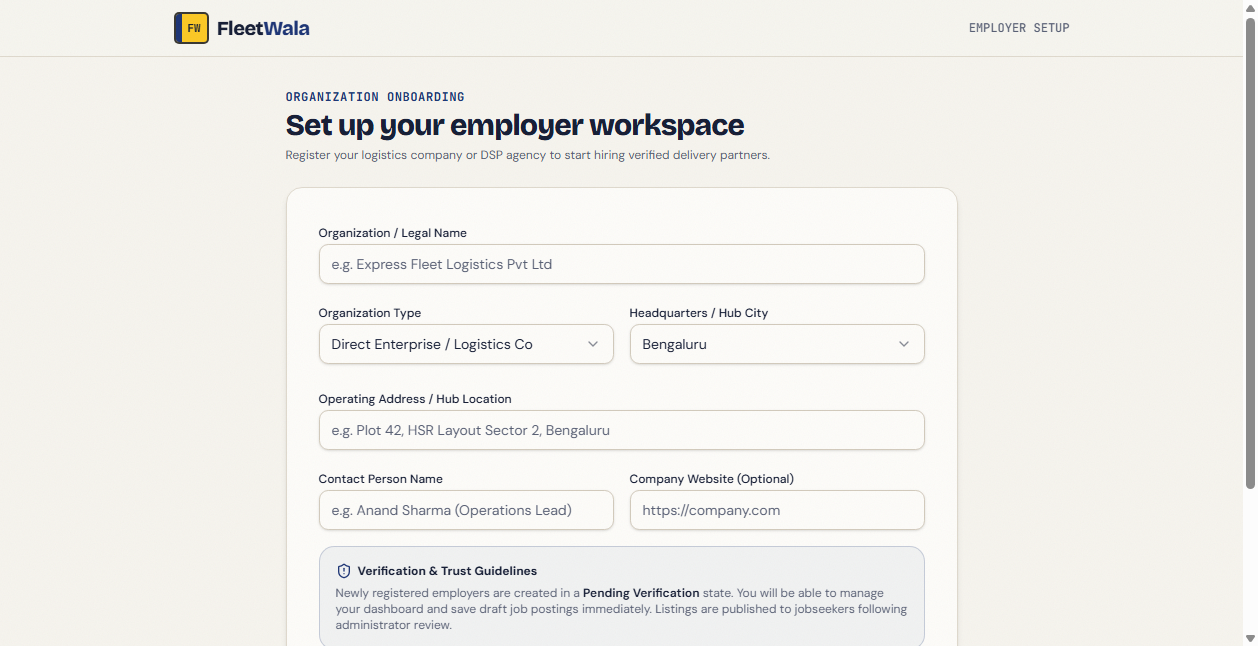 FW FleetWala
EMPLOYER SETUP
ORGANIZATION ONBOARDING
Set up your employer workspace
Register your logistics company or DSP agency to start hiring verified delivery partners.
Organization / Legal Name
e.g. Express Fleet Logistics Pvt Ltd
Organization Type
Direct Enterprise / Logistics Co
Headquarters / Hub City
Bengaluru
Operating Address / Hub Location
e.g. Plot 42, HSR Layout Sector 2, Bengaluru
Contact Person Name
e.g. Anand Sharma (Operations Lead)
Company Website (Optional)
https://company.com
Verification & Trust Guidelines
Newly registered employers are created in a Pending Verification state. You will be able to manage
your dashboard and save draft job postings immediately. Listings are published to jobseekers following
administrator review.